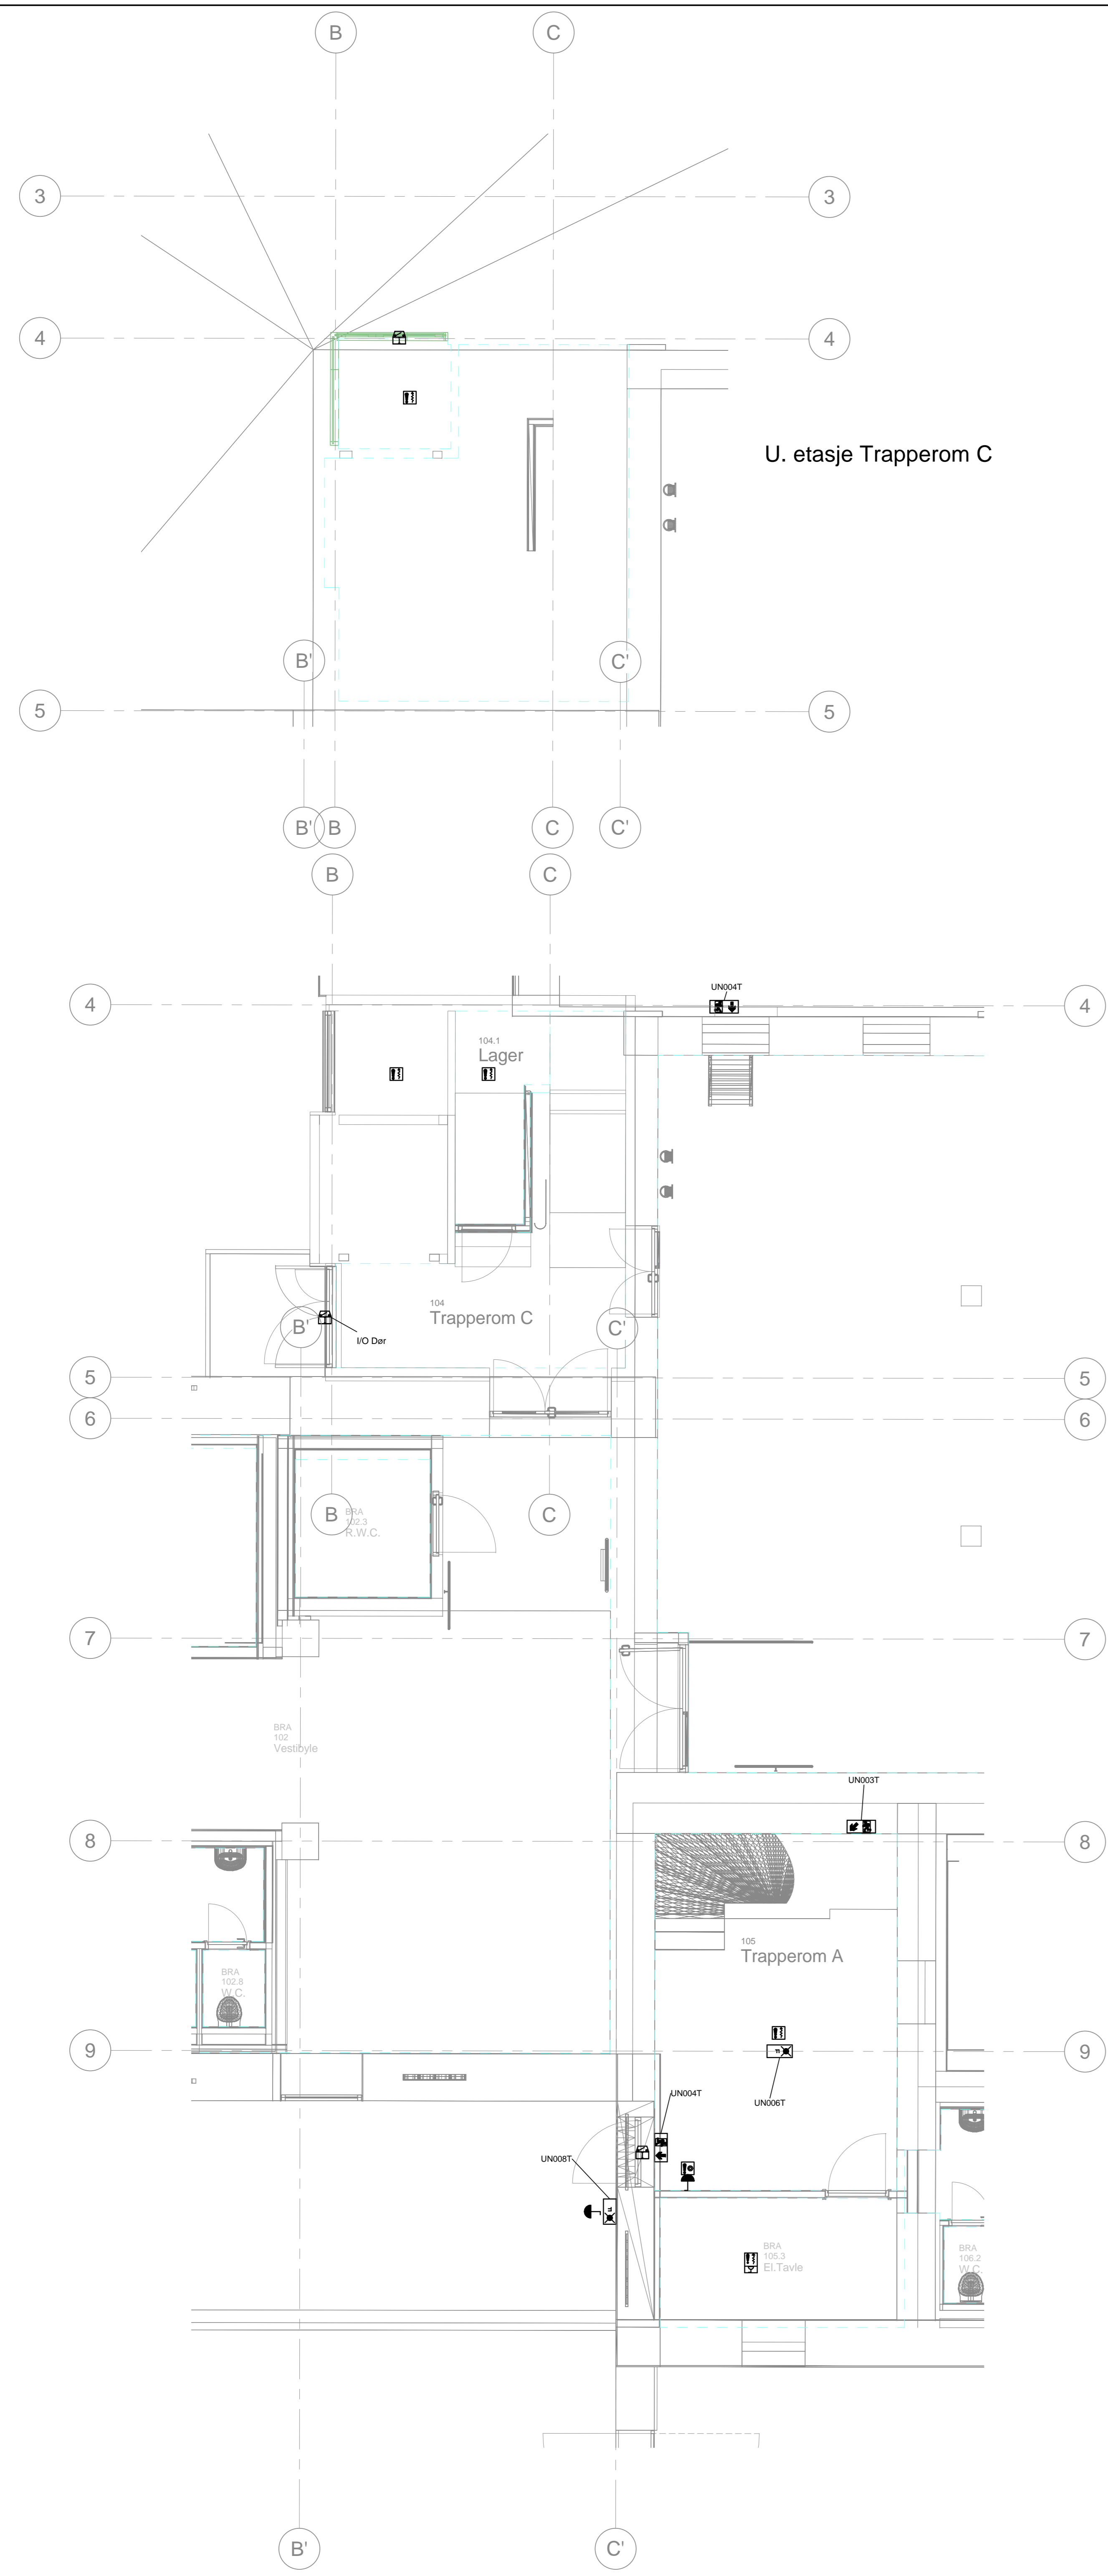 B
C
3
3
4
4
U. etasje Trapperom C
B'
C'
5
5
B'
B
C
C'
B
C
UN004T
4
4
104.1
Lager
104
Trapperom C
B'
C'
I/O Dør
5
5
6
6
B
C
BRA
102.3
R.W.C.
7
7
BRA
102
Vestibyle
UN003T
8
8
105
Trapperom A
BRA
102.8
W.C.
9
9
UN006T
UN004T
UN008T
BRA
105.3
El.Tavle
BRA
106.2
W.C.
B'
C'